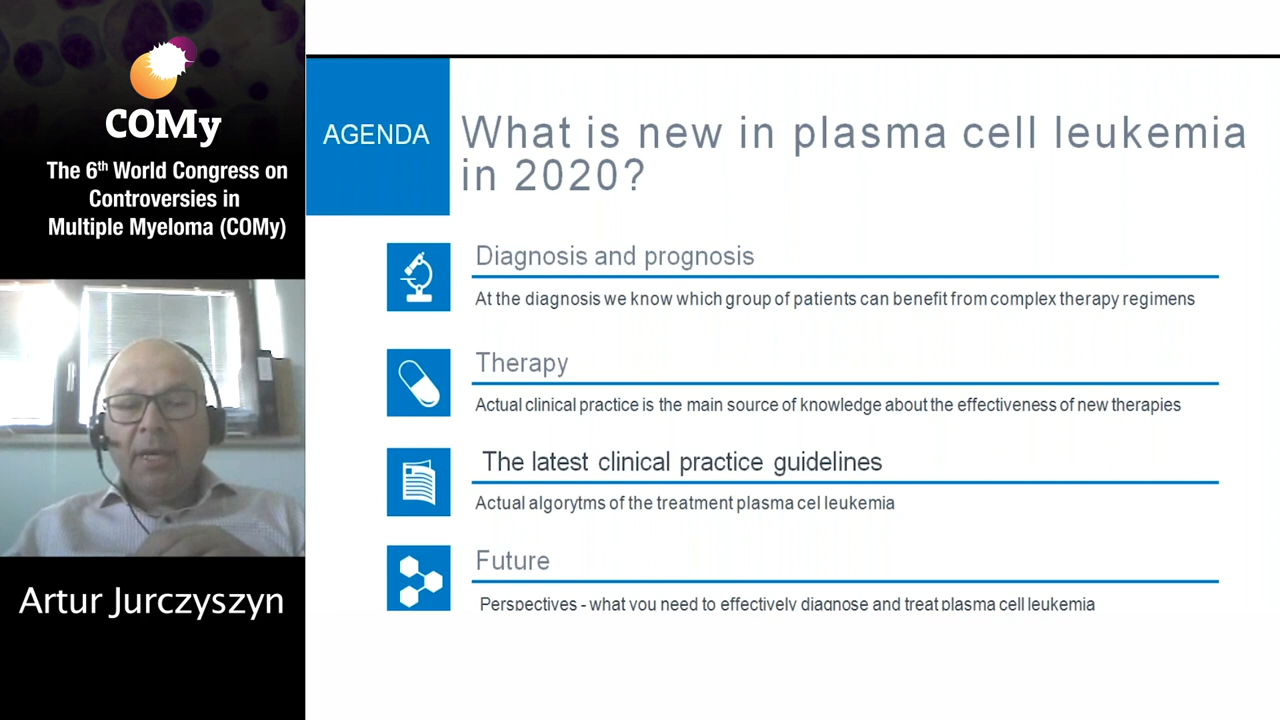 COMy
The 6th World Congress on
Controversies in
Multiple Myeloma (COMy)
Artur Jurczyszyn
AGENDA
What is new in plasma cell leukemia
in 2020?
Diagnosis and prognosis
At the diagnosis we know which group of patients can benefit from complex therapy regimens
Therapy
Actual clinical practice is the main source of knowledge about the effectiveness of new therapies
The latest clinical practice guidelines
Actual algorytms of the treatment plasma cel leukemia
Future
Perspectives - what you need to effectively diagnose and treat plasma cell leukemia